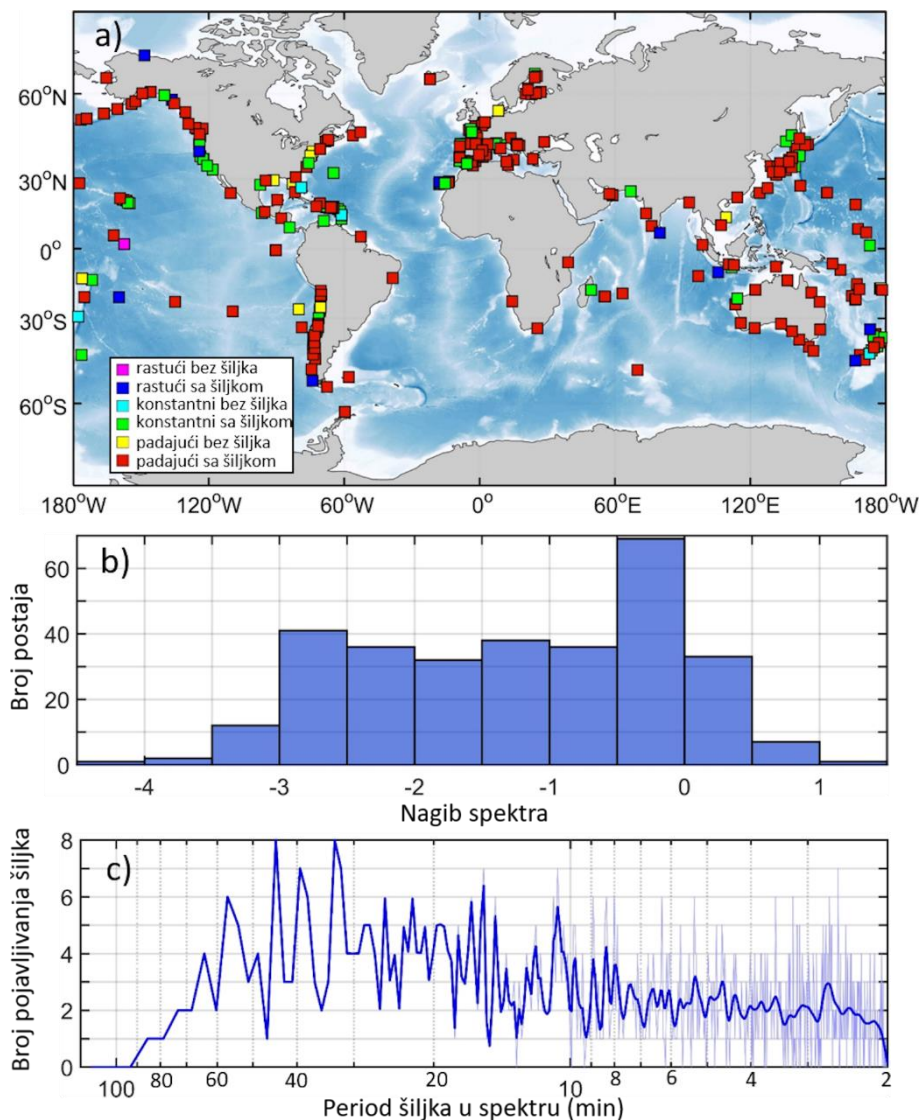 a)
60°N
30°N
0°
30°S
60°S
rastući bez šiljka
rastući sa šiljkom
konstantni bez šiljka
konstantni sa šiljkom
padajući bez šiljka
padajući sa šiljkom
180°W 120°W 60°W 0°E 60°E 120°E 180°W
b)
Broj postaja
60
40
20
0
-4 -3 -2 -1 0 1
Nagib spektra
c)
Broj pojavljivanja šiljka
8
6
4
2
0
100 80 60 40 20 10 8 6 4 2
Period šiljka u spektru (min)